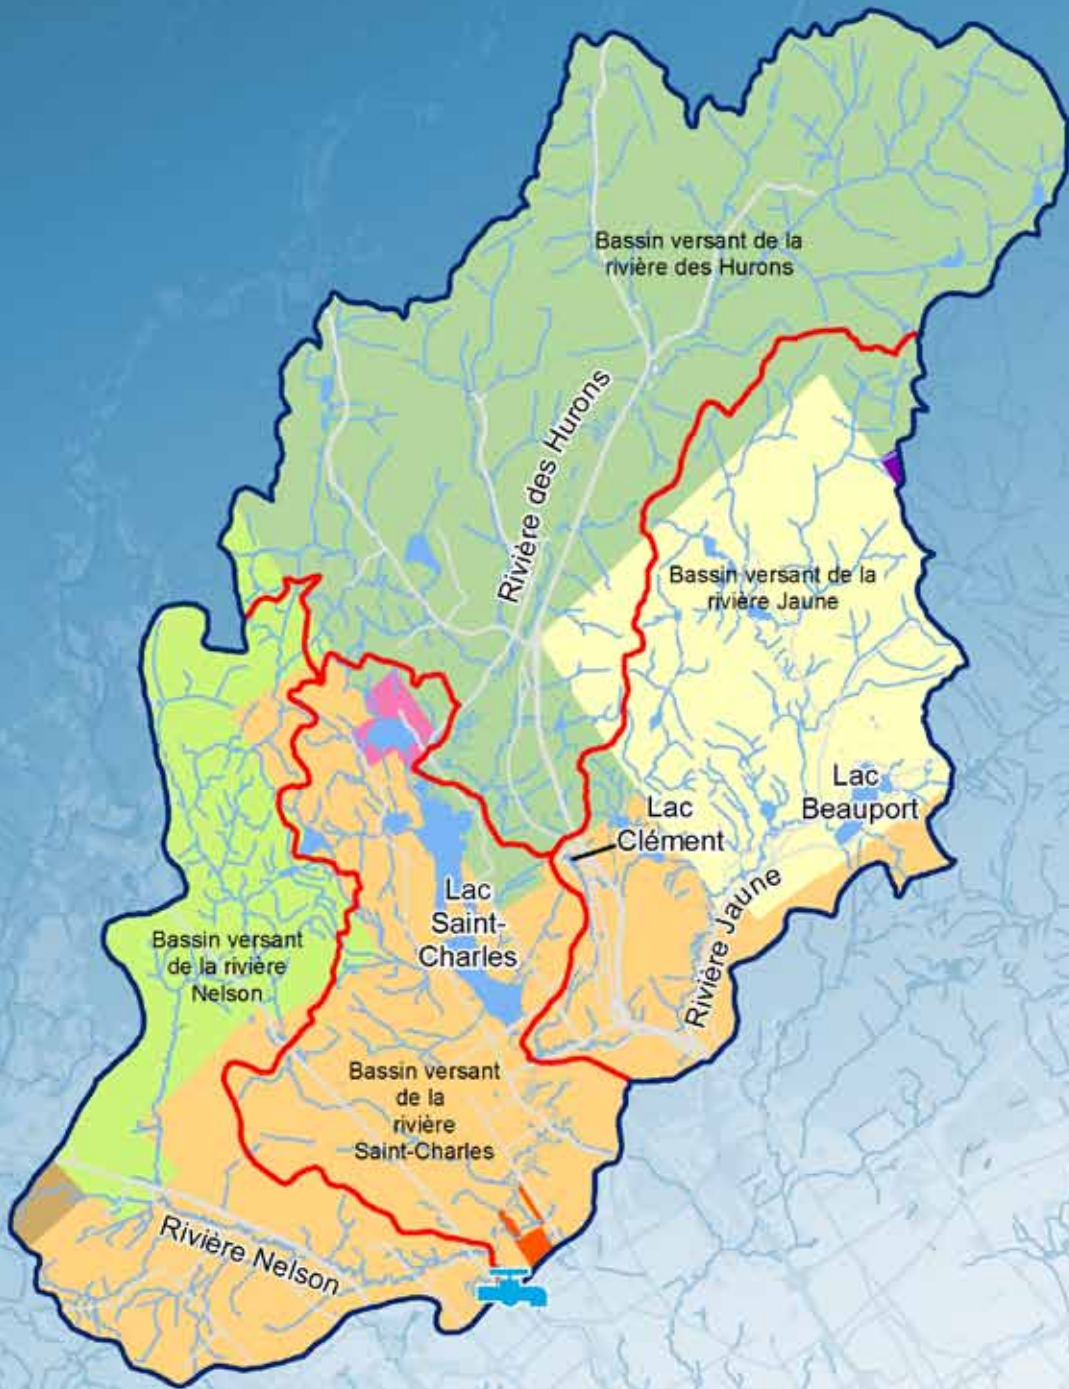 Bassin versant de la
rivière des Hurons
Rivière des Hurons
Bassin versant de la
rivière Jaune
Lac
Beauport
Lac
Clément
Rivière Jaune
Lac
Saint-
Charles
Bassin versant
de la rivière
Nelson
Bassin versant
de la
rivière
Saint-Charles
Rivière Nelson